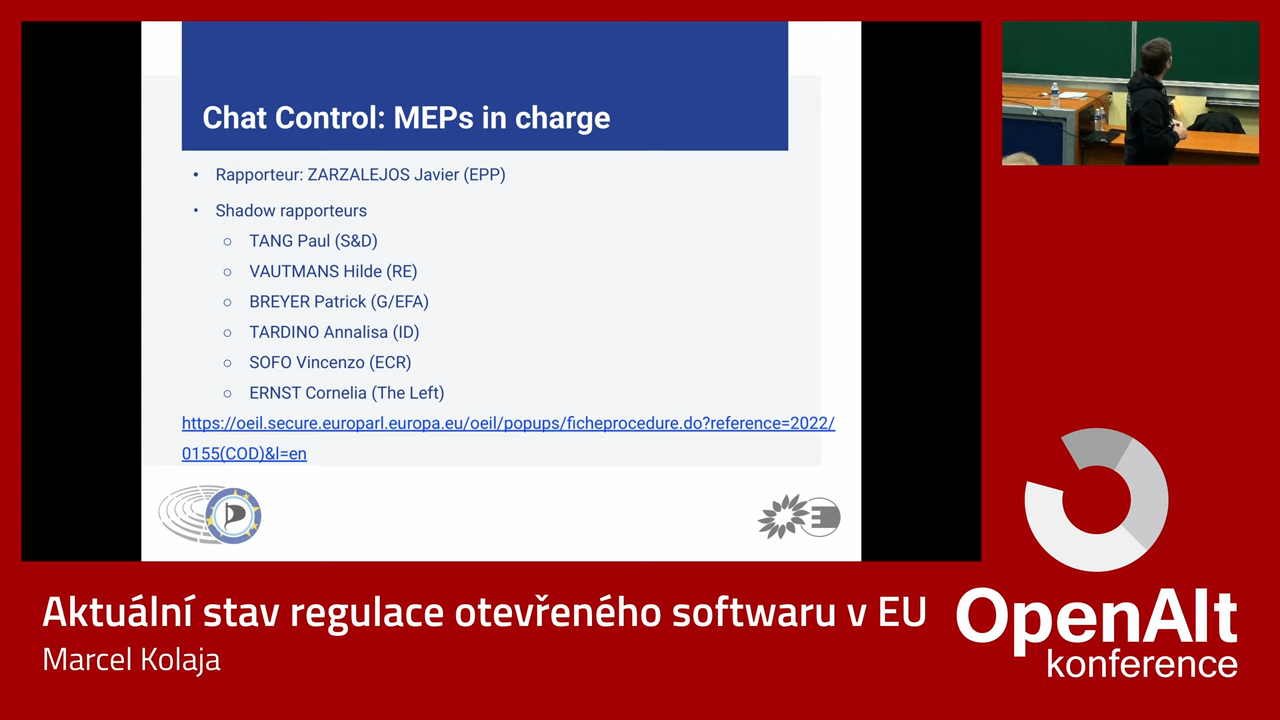 Chat Control: MEPs in charge
• Rapporteur: ZARZALEJOS Javier (EPP)
• Shadow rapporteurs
○ TANG Paul (S&D)
○ VAUTMANS Hilde (RE)
○ BREYER Patrick (G/EFA)
○ TARDINO Annalisa (ID)
○ SOFO Vincenzo (ECR)
○ ERNST Cornelia (The Left)
https://oeil.secure.europarl.europa.eu/oeil/popups/ficheprocedure.do?reference=2022/
0155(COD)&l=en
Aktuální stav regulace otevřeného softwaru v EU
Marcel Kolaja
OpenAlt
konference